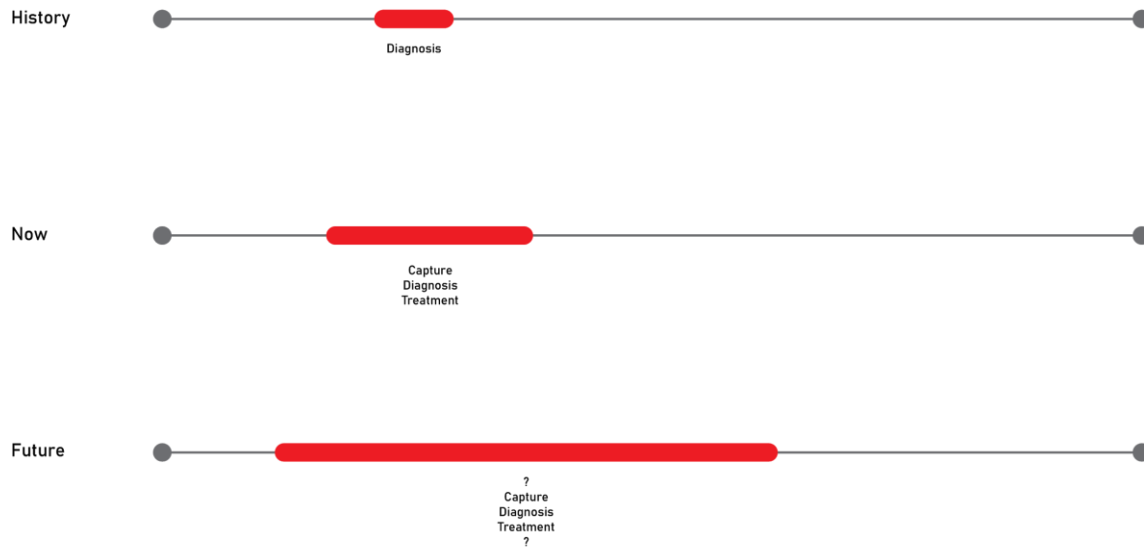 History
Diagnosis
Now
Capture
Diagnosis
Treatment
Future
?
Capture
Diagnosis
Treatment
?